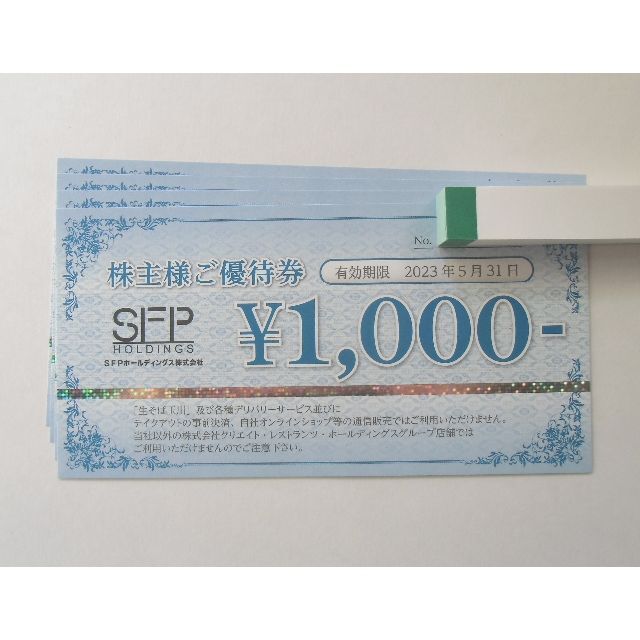 No.
株主様ご優待券
有効期限 2023年5月31日
SFP
HOLDINGS
SFPホールディングス株式会社
¥1,000-
「生そば玉川」及び各種デリバリーサービス並びに
テイクアウトの事前決済、自社オンラインショップ等の通信販売ではご利用いただけません。
当社以外の株式会社クリエイト・レストランツ・ホールディングスグループ店舗では
ご利用いただけませんのでご注意下さい。